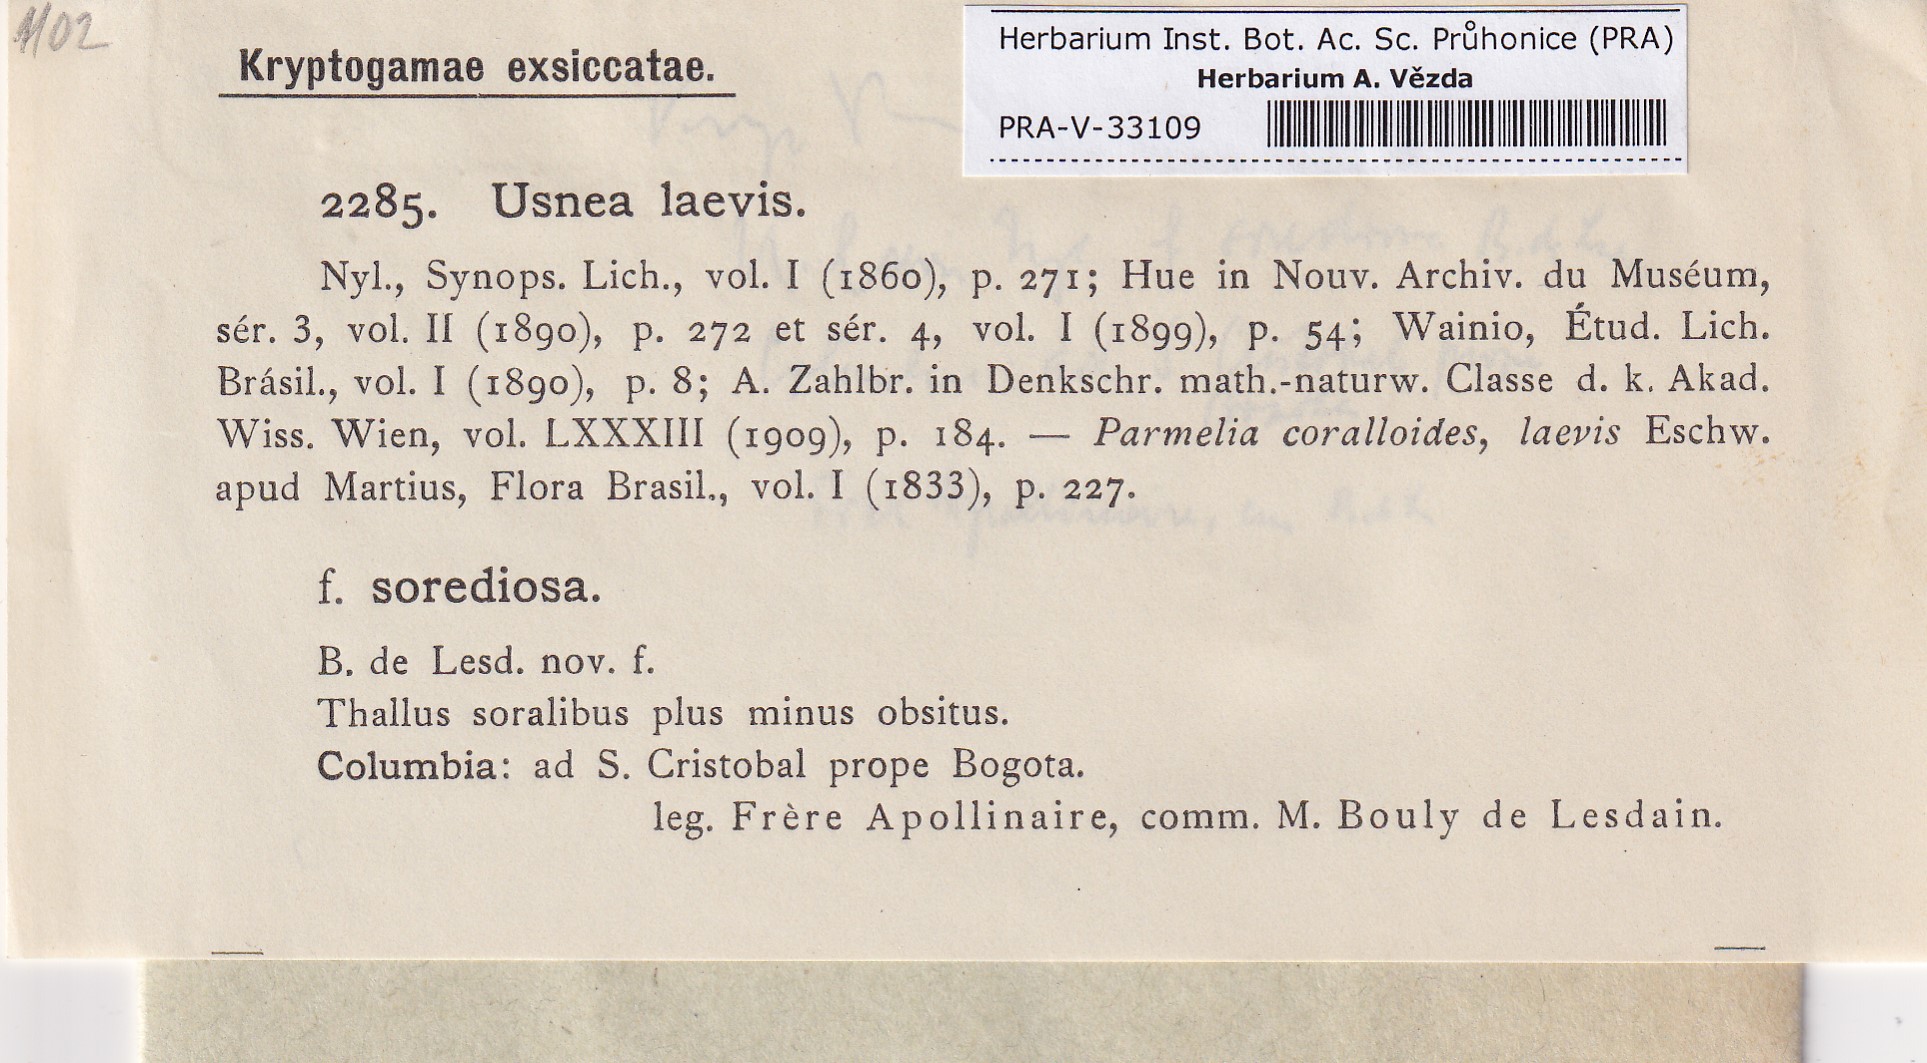 1102
Kryptogamae exsiccatae.
Herbarium Inst. Bot. Ac. Sc. Průhonice (PRA)
Herbarium A. Vězda
PRA-V-33109
2285. Usnea laevis.
Nyl., Synops. Lich., vol. I (1860), p. 271; Hue in Nouv. Archiv. du Muséum,
sér. 3, vol. II (1890), p. 272 et sér. 4, vol. I (1899), p. 54; Wainio, Étud. Lich.
Brásil., vol. I (1890), p. 8; A. Zahlbr. in Denkschr. math.-naturw. Classe d. k. Akad.
Wiss. Wien, vol. LXXXIII (1909), p. 184. — Parmelia coralloides, laevis Eschw.
apud Martius, Flora Brasil., vol. I (1833), p. 227.
f. sorediosa.
B. de Lesd. nov. f.
Thallus soralibus plus minus obsitus.
Columbia: ad S. Cristobal prope Bogota.
leg. Frère Apollinaire, comm. M. Bouly de Lesdain.